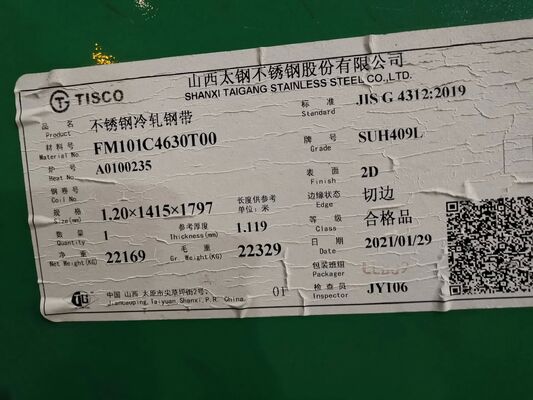 山西太钢不锈钢股份有限公司
SHANXI TAIGANG STAINLESS STEEL CO.,LTD.
TISCO
标 准 Standard JIS G 4312:2019
品 名 Product 不锈钢冷轧钢带
材料号 Material No. FM101C4630T00
牌 号 Grade SUH409L
炉 号 Heat No. A0100235
表 面 Finish 2D
钢卷号 Coil No.
边缘状态 Edge 切边
规 格 Size(mm) 1.20×1415×1797 长度供参考 单位：米
等 级 Class 合格品
数 量 Quantity 1 参考厚度 Thickness(mm) 1.119
日 期 Date 2021/01/29
净 重 Net Weight(KG) 22169 毛 重 Gr. Weight(KG) 22329
包装班组 Packager
检 查 员 Inspector JY106
中国 山西 太原市尖草坪街2号.
Jiancaoping,Taiyuan,Shanxi,P.R. China.